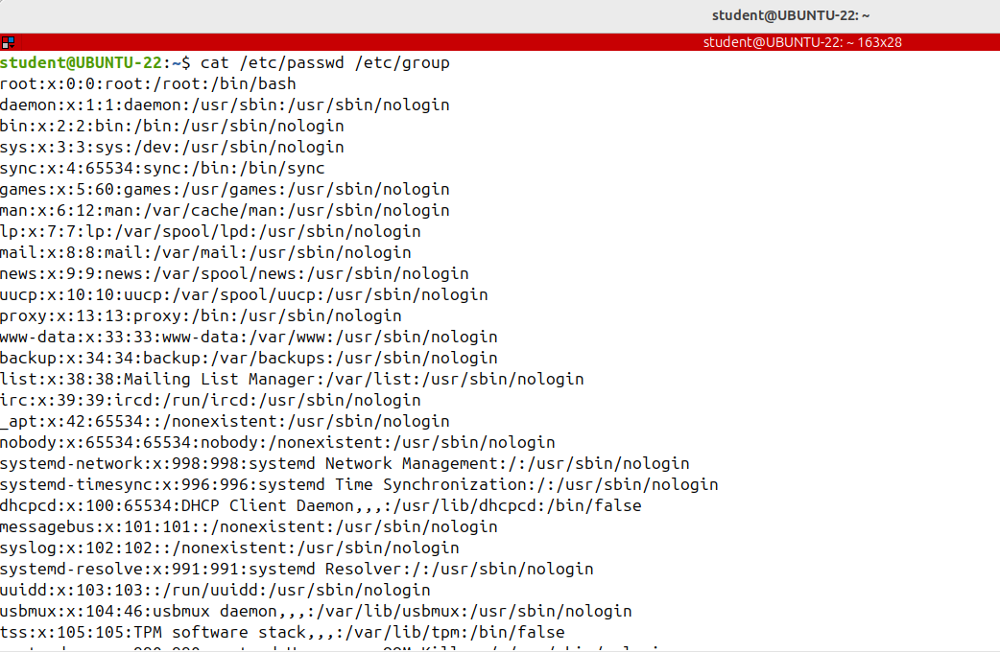 student@UBUNTU-22: ~
student@UBUNTU-22: ~ 163x28
student@UBUNTU-22:~$ cat /etc/passwd /etc/group
root:x:0:0:root:/root:/bin/bash
daemon:x:1:1:daemon:/usr/sbin:/usr/sbin/nologin
bin:x:2:2:bin:/bin:/usr/sbin/nologin
sys:x:3:3:sys:/dev:/usr/sbin/nologin
sync:x:4:65534:sync:/bin:/bin/sync
games:x:5:60:games:/usr/games:/usr/sbin/nologin
man:x:6:12:man:/var/cache/man:/usr/sbin/nologin
lp:x:7:7:lp:/var/spool/lpd:/usr/sbin/nologin
mail:x:8:8:mail:/var/mail:/usr/sbin/nologin
news:x:9:9:news:/var/spool/news:/usr/sbin/nologin
uucp:x:10:10:uucp:/var/spool/uucp:/usr/sbin/nologin
proxy:x:13:13:proxy:/bin:/usr/sbin/nologin
www-data:x:33:33:www-data:/var/www:/usr/sbin/nologin
backup:x:34:34:backup:/var/backups:/usr/sbin/nologin
list:x:38:38:Mailing List Manager:/var/list:/usr/sbin/nologin
irc:x:39:39:ircd:/run/ircd:/usr/sbin/nologin
_apt:x:42:65534::/nonexistent:/usr/sbin/nologin
nobody:x:65534:65534:nobody:/nonexistent:/usr/sbin/nologin
systemd-network:x:998:998:systemd Network Management:/:/usr/sbin/nologin
systemd-timesync:x:996:996:systemd Time Synchronization:/:/usr/sbin/nologin
dhcpcd:x:100:65534:DHCP Client Daemon,,,:/usr/lib/dhcpcd:/bin/false
messagebus:x:101:101::/nonexistent:/usr/sbin/nologin
syslog:x:102:102::/nonexistent:/usr/sbin/nologin
systemd-resolve:x:991:991:systemd Resolver:/:/usr/sbin/nologin
uuidd:x:103:103::/run/uuidd:/usr/sbin/nologin
usbmux:x:104:46:usbmux daemon,,,:/var/lib/usbmux:/usr/sbin/nologin
tss:x:105:105:TPM software stack,,,:/var/lib/tpm:/bin/false